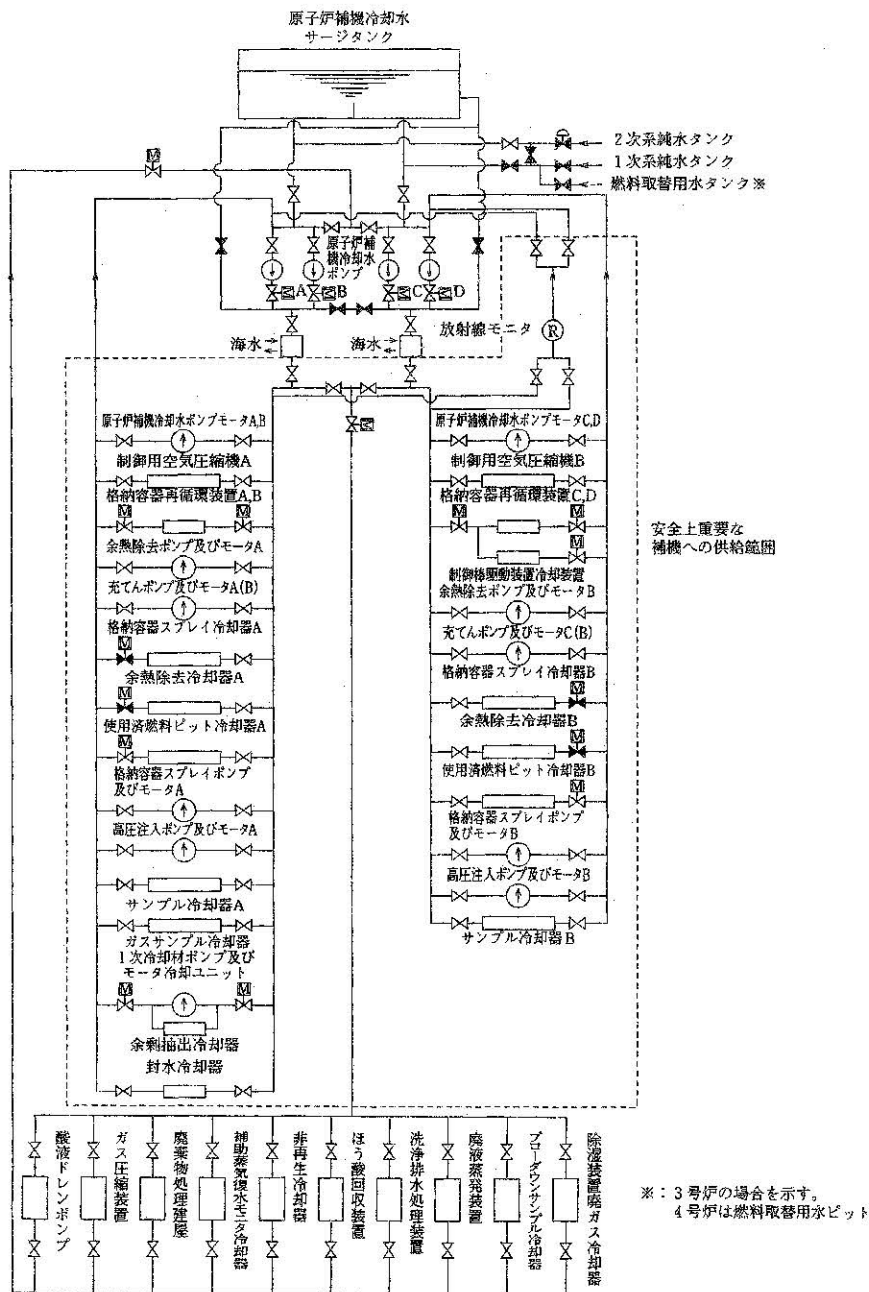 原子炉補機冷却水
サージタンク
2次系純水タンク
1次系純水タンク
燃料取替用水タンク※
M
原子炉補
機冷却水
ポンプ
A
B
C
D
放射線モニタ
R
海水
海水
原子炉補機冷却水ポンプモータA,B
制御用空気圧縮機A
格納容器再循環装置A,B
M
M
余熱除去ポンプ及びモータA
充てんポンプ及びモータA(B)
格納容器スプレイ冷却器A
M
余熱除去冷却器A
M
使用済燃料ピット冷却器A
M
格納容器スプレイポンプ
及びモータA
高圧注入ポンプ及びモータA
サンプル冷却器A
ガスサンプル冷却器
1次冷却材ポンプ及び
モータ冷却ユニット
M
M
余剰抽出冷却器
封水冷却器
原子炉補機冷却水ポンプモータC,D
制御用空気圧縮機B
格納容器再循環装置C,D
M
M
M
制御棒駆動装置冷却装置
余熱除去ポンプ及びモータB
充てんポンプ及びモータC(B)
格納容器スプレイ冷却器B
M
余熱除去冷却器B
M
使用済燃料ピット冷却器B
M
格納容器スプレイポンプ
及びモータB
高圧注入ポンプ及びモータB
サンプル冷却器B
安全上重要な
補機への供給範囲
酸液ドレンポンプ
ガス圧縮装置
廃棄物処理建屋
補助蒸気復水モニタ冷却器
非再生冷却器
ほう酸回収装置
洗浄排水処理装置
廃液蒸発装置
ブローダウンサンプル冷却器
除湿装置廃ガス冷却器
※：3号炉の場合を示す。
4号炉は燃料取替用水ピット